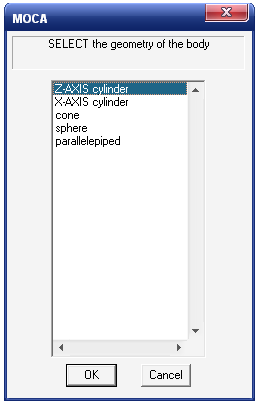 MOCA
SELECT the geometry of the body
Z-AXIS cylinder
X-AXIS cylinder
cone
sphere
parallelepiped
OK
Cancel